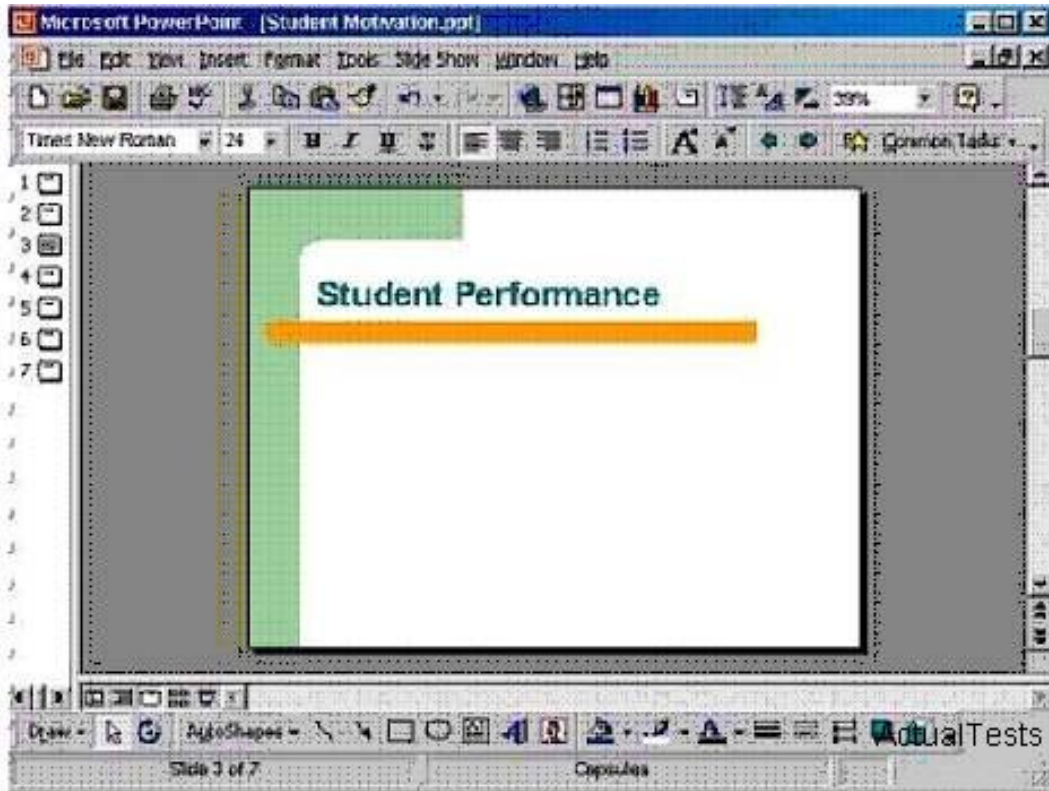 Microsoft PowerPoint - [Student Motivation.ppt]
File Edit View Insert Format Tools Slide Show Window Help
39%
Times New Roman 24 B I U S A A Common Tasks
1
2
3
4
5
6
7
Student Performance
Draw AutoShapes A A
ActualTests
Slide 3 of 7 Capsules